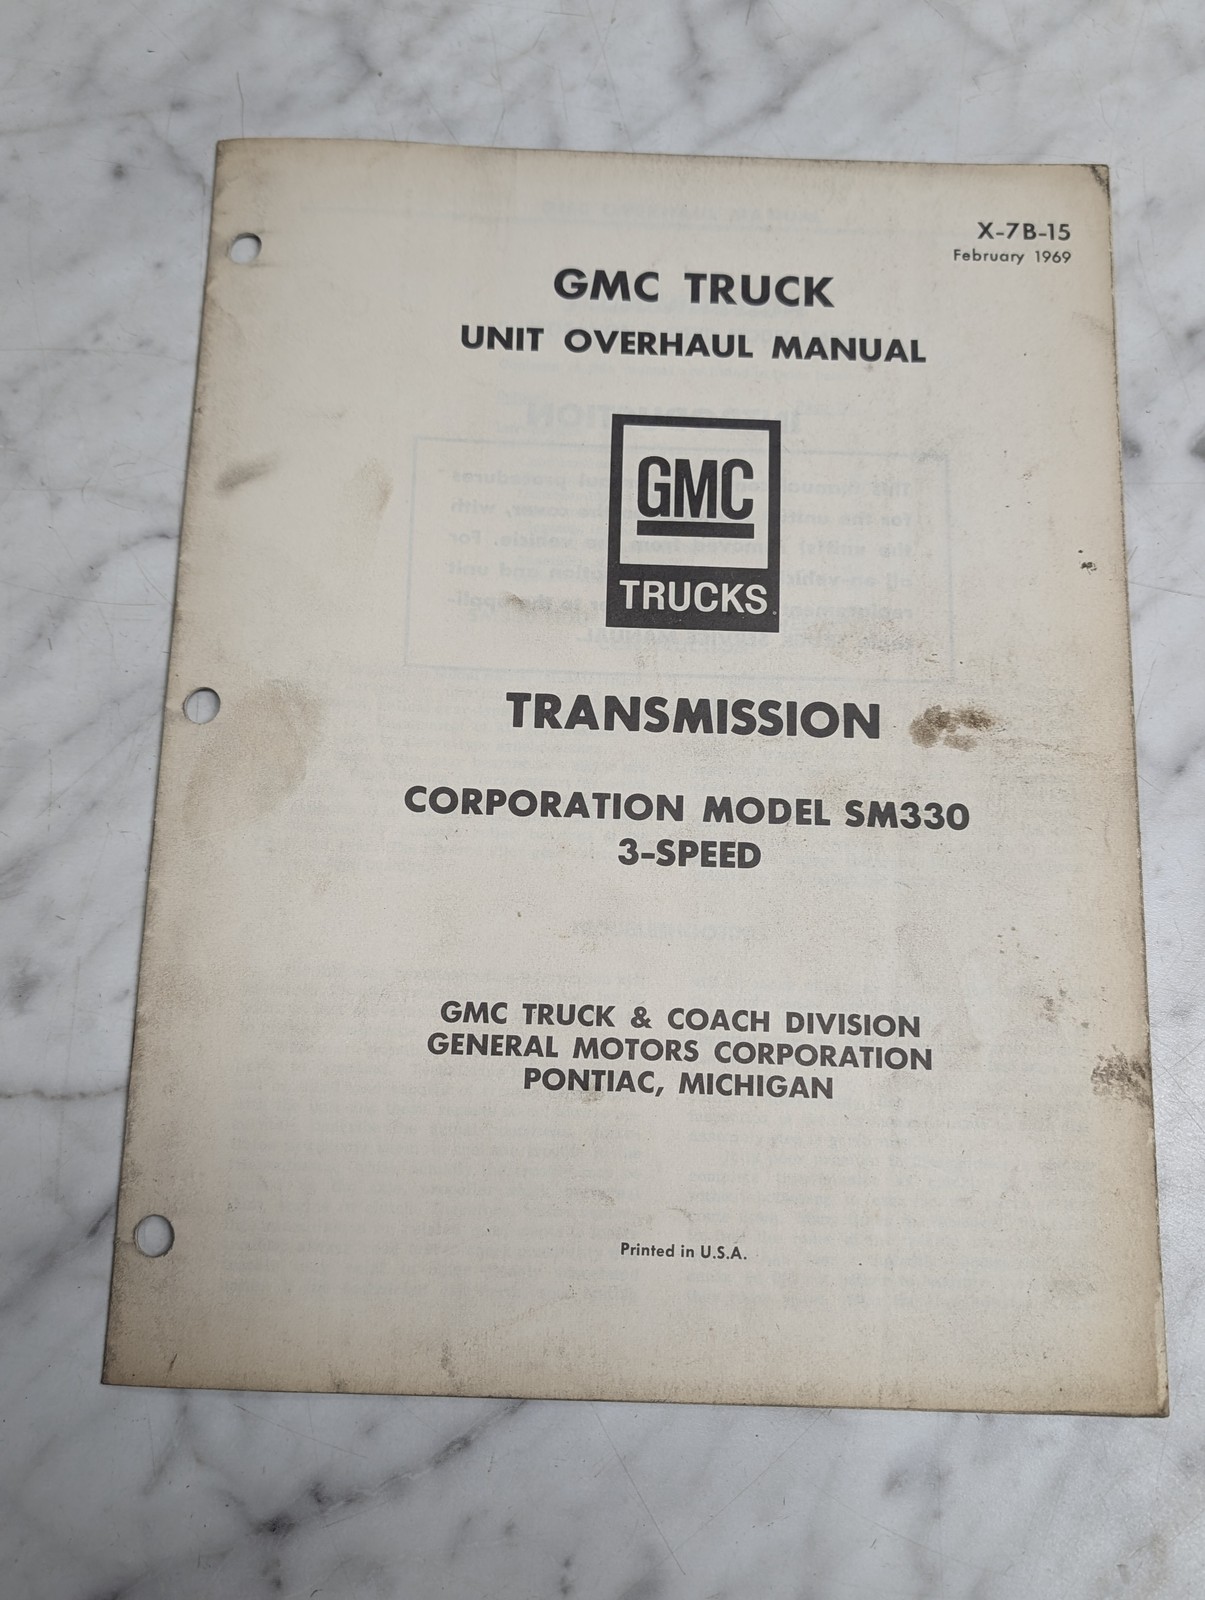 X-7B-15
February 1969
GMC TRUCK
UNIT OVERHAUL MANUAL
GMC
TRUCKS
TRANSMISSION
CORPORATION MODEL SM330
3-SPEED
GMC TRUCK & COACH DIVISION
GENERAL MOTORS CORPORATION
PONTIAC, MICHIGAN
Printed in U.S.A.